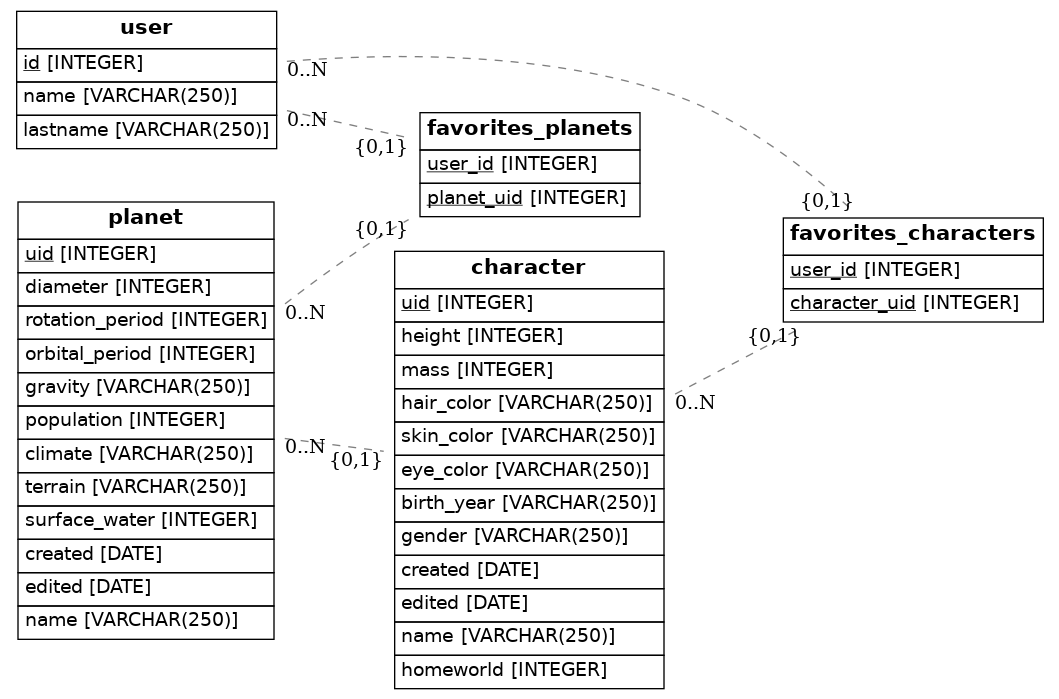 user
id [INTEGER]
name [VARCHAR(250)]
lastname [VARCHAR(250)]
0..N
0..N
{0,1}
favorites_planets
user_id [INTEGER]
planet_uid [INTEGER]
{0,1}
{0,1}
favorites_characters
user_id [INTEGER]
character_uid [INTEGER]
{0,1}
planet
uid [INTEGER]
diameter [INTEGER]
rotation_period [INTEGER]
orbital_period [INTEGER]
gravity [VARCHAR(250)]
population [INTEGER]
climate [VARCHAR(250)]
terrain [VARCHAR(250)]
surface_water [INTEGER]
created [DATE]
edited [DATE]
name [VARCHAR(250)]
0..N
0..N
{0,1}
character
uid [INTEGER]
height [INTEGER]
mass [INTEGER]
hair_color [VARCHAR(250)]
skin_color [VARCHAR(250)]
eye_color [VARCHAR(250)]
birth_year [VARCHAR(250)]
gender [VARCHAR(250)]
created [DATE]
edited [DATE]
name [VARCHAR(250)]
homeworld [INTEGER]
0..N